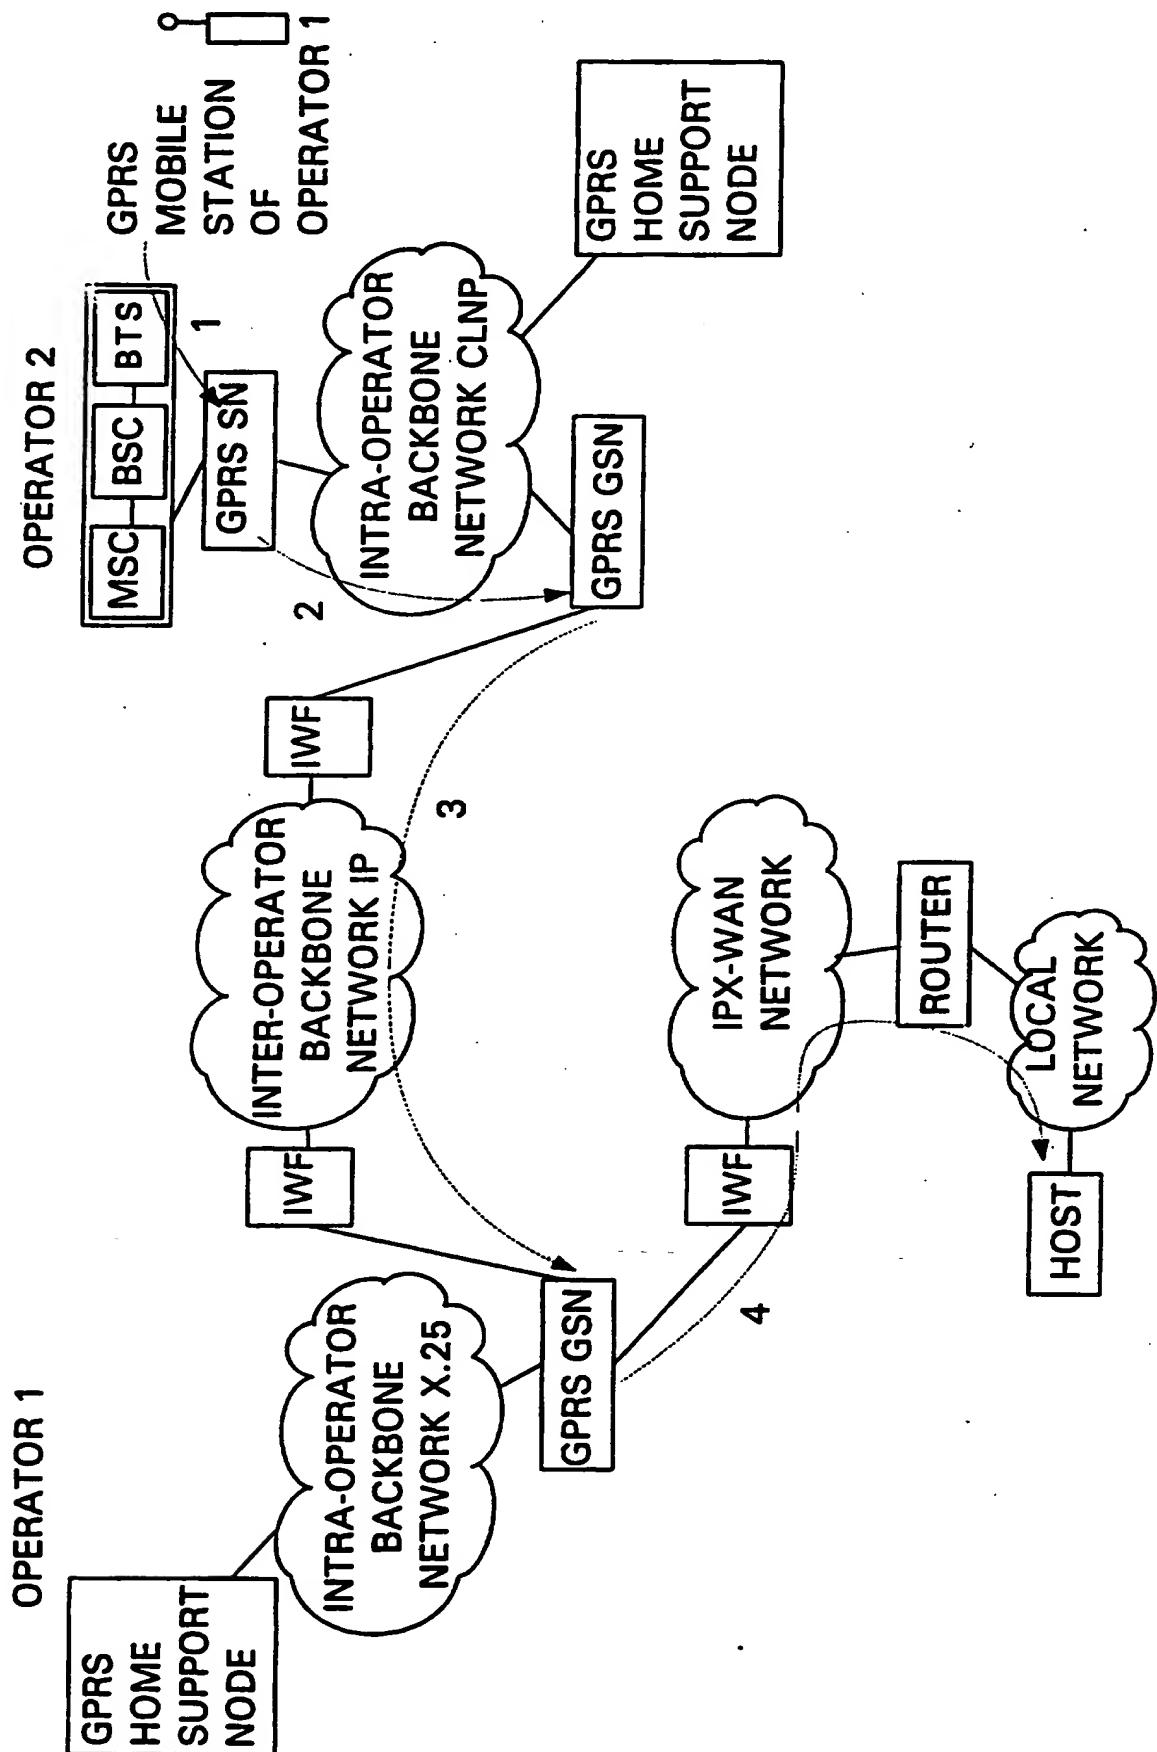 OPERATOR 1
GPRS
HOME
SUPPORT
NODE
INTRA-OPERATOR
BACKBONE
NETWORK X.25
GPRS GSN
IWF
INTER-OPERATOR
BACKBONE
NETWORK IP
IWF
3
4
IWF
IPX-WAN
NETWORK
ROUTER
LOCAL
NETWORK
HOST
OPERATOR 2
MSC
BSC
BTS
GPRS SN
1
2
GPRS
MOBILE
STATION
OF
OPERATOR 1
INTRA-OPERATOR
BACKBONE
NETWORK CLNP
GPRS GSN
GPRS
HOME
SUPPORT
NODE